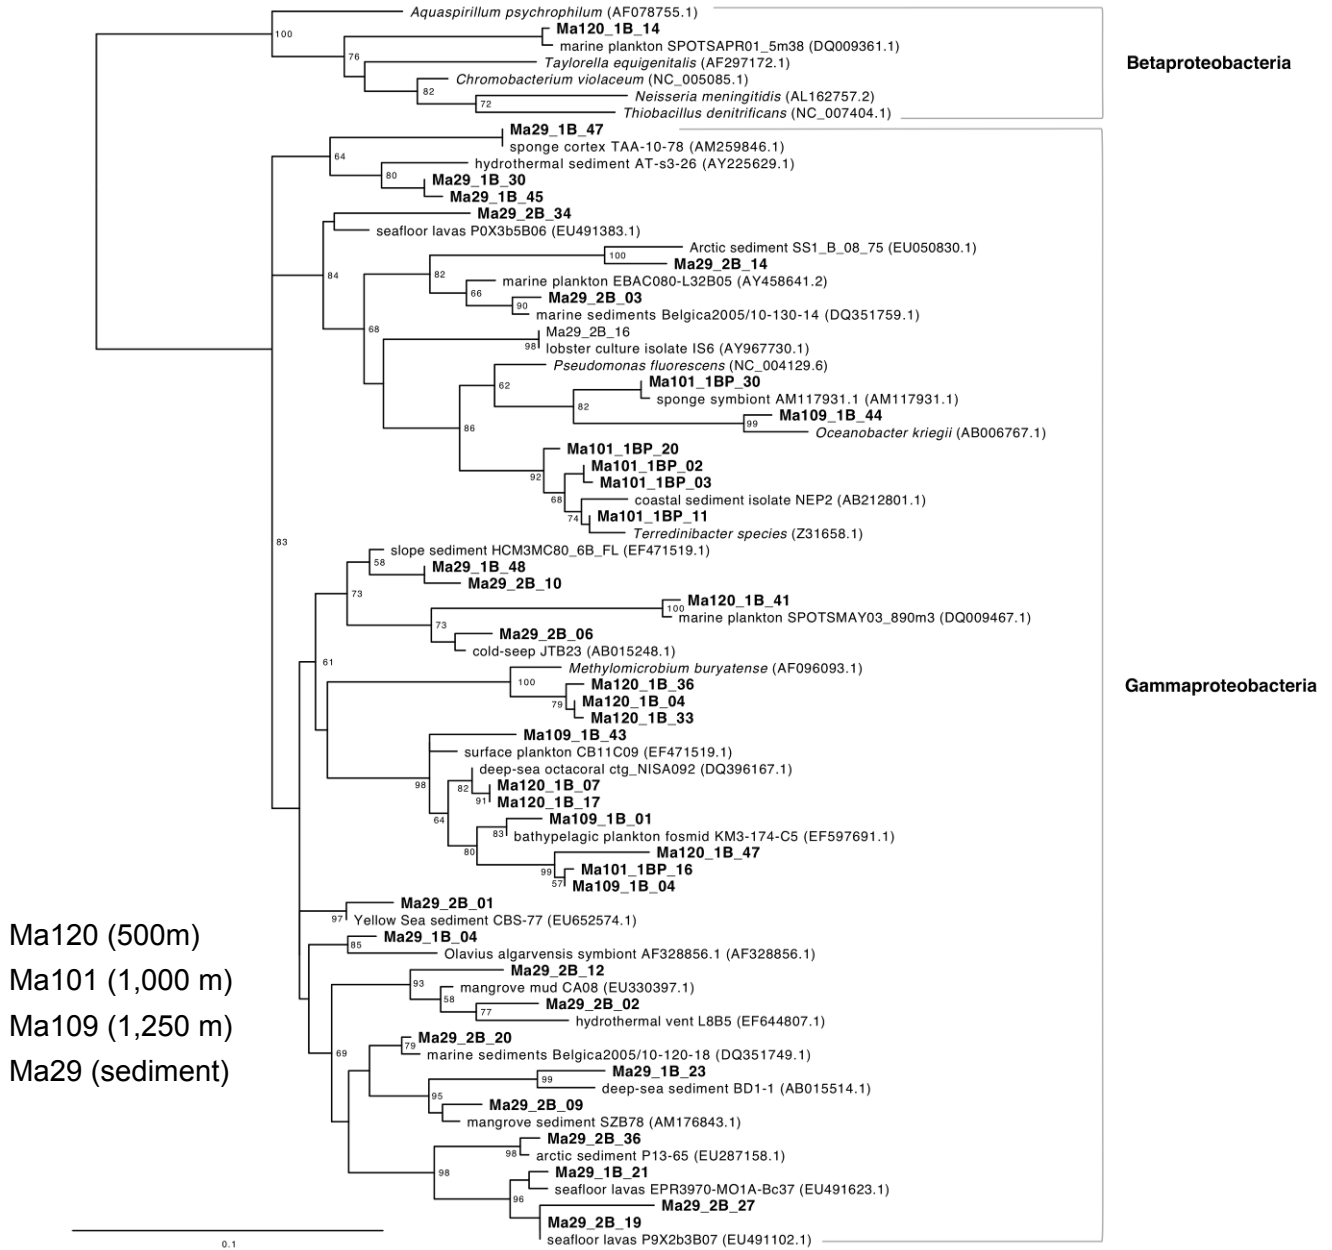 Aquaspirillum psychrophilum (AF078755.1)
Ma120_1B_14
100
marine plankton SPOTSAPR01_5m38 (DQ009361.1)
76
Taylorella equigenitalis (AF297172.1)
Betaproteobacteria
Chromobacterium violaceum (NC_005085.1)
82
Neisseria meningitidis (AL162757.2)
72
Thiobacillus denitrificans (NC_007404.1)
Ma29_1B_47
sponge cortex TAA-10-78 (AM259846.1)
64
hydrothermal sediment AT-s3-26 (AY225629.1)
80
Ma29_1B_30
Ma29_1B_45
Ma29_2B_34
seafloor lavas P0X3b5B06 (EU491383.1)
Arctic sediment SS1_B_08_75 (EU050830.1)
100
Ma29_2B_14
84
82
marine plankton EBAC080-L32B05 (AY458641.2)
66
Ma29_2B_03
90
marine sediments Belgica2005/10-130-14 (DQ351759.1)
68
Ma29_2B_16
98
lobster culture isolate IS6 (AY967730.1)
Pseudomonas fluorescens (NC_004129.6)
62
Ma101_1BP_30
sponge symbiont AM117931.1 (AM117931.1)
82
Ma109_1B_44
99
86
Oceanobacter kriegii (AB006767.1)
Ma101_1BP_20
92
Ma101_1BP_02
Ma101_1BP_03
68
coastal sediment isolate NEP2 (AB212801.1)
74
Ma101_1BP_11
Terredinibacter species (Z31658.1)
83
slope sediment HCM3MC80_6B_FL (EF471519.1)
58
Ma29_1B_48
Ma29_2B_10
73
Ma120_1B_41
100
marine plankton SPOTSMAY03_890m3 (DQ009467.1)
73
Ma29_2B_06
cold-seep JTB23 (AB015248.1)
61
Methylomicrobium buryatense (AF096093.1)
100
Ma120_1B_36
Gammaproteobacteria
79
Ma120_1B_04
Ma120_1B_33
Ma109_1B_43
surface plankton CB11C09 (EF471519.1)
deep-sea octacoral ctg_NISA092 (DQ396167.1)
98
82
Ma120_1B_07
91
Ma120_1B_17
64
Ma109_1B_01
83
bathypelagic plankton fosmid KM3-174-C5 (EF597691.1)
80
Ma120_1B_47
99
Ma101_1BP_16
57
Ma109_1B_04
Ma29_2B_01
97
Yellow Sea sediment CBS-77 (EU652574.1)
Ma29_1B_04
85
Olavius algarvensis symbiont AF328856.1 (AF328856.1)
Ma29_2B_12
93
mangrove mud CA08 (EU330397.1)
58
Ma29_2B_02
77
hydrothermal vent L8B5 (EF644807.1)
Ma29_2B_20
79
69
marine sediments Belgica2005/10-120-18 (DQ351749.1)
Ma29_1B_23
99
deep-sea sediment BD1-1 (AB015514.1)
95
Ma29_2B_09
mangrove sediment SZB78 (AM176843.1)
Ma29_2B_36
98
arctic sediment P13-65 (EU287158.1)
98
Ma29_1B_21
seafloor lavas EPR3970-MO1A-Bc37 (EU491623.1)
96
Ma29_2B_27
Ma29_2B_19
seafloor lavas P9X2b3B07 (EU491102.1)
Ma120 (500m)
Ma101 (1,000 m)
Ma109 (1,250 m)
Ma29 (sediment)
0.1